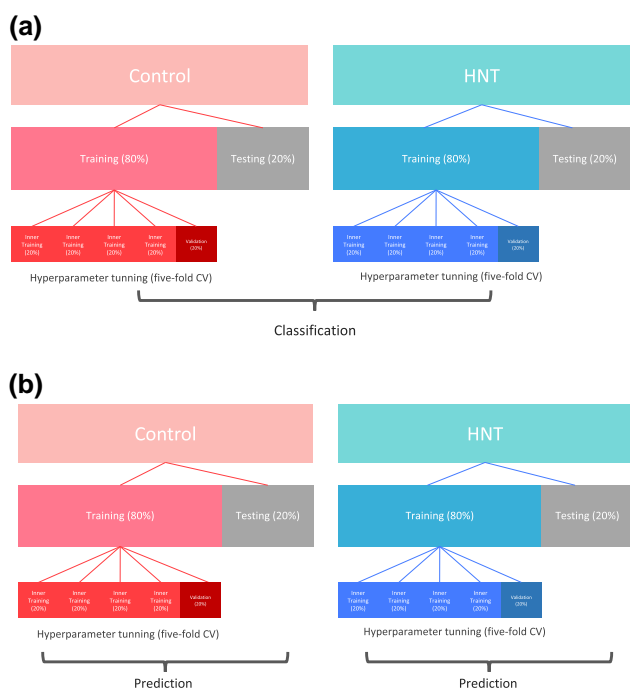 (a)
Control
HNT
Training (80%)
Testing (20%)
Training (80%)
Testing (20%)
Inner
Training
(20%)
Inner
Training
(20%)
Inner
Training
(20%)
Inner
Training
(20%)
Validation
(20%)
Inner
Training
(20%)
Inner
Training
(20%)
Inner
Training
(20%)
Inner
Training
(20%)
Validation
(20%)
Hyperparameter tunning (five-fold CV)
Hyperparameter tunning (five-fold CV)
Classification
(b)
Control
HNT
Training (80%)
Testing (20%)
Training (80%)
Testing (20%)
Inner
Training
(20%)
Inner
Training
(20%)
Inner
Training
(20%)
Inner
Training
(20%)
Validation
(20%)
Inner
Training
(20%)
Inner
Training
(20%)
Inner
Training
(20%)
Inner
Training
(20%)
Validation
(20%)
Hyperparameter tunning (five-fold CV)
Hyperparameter tunning (five-fold CV)
Prediction
Prediction